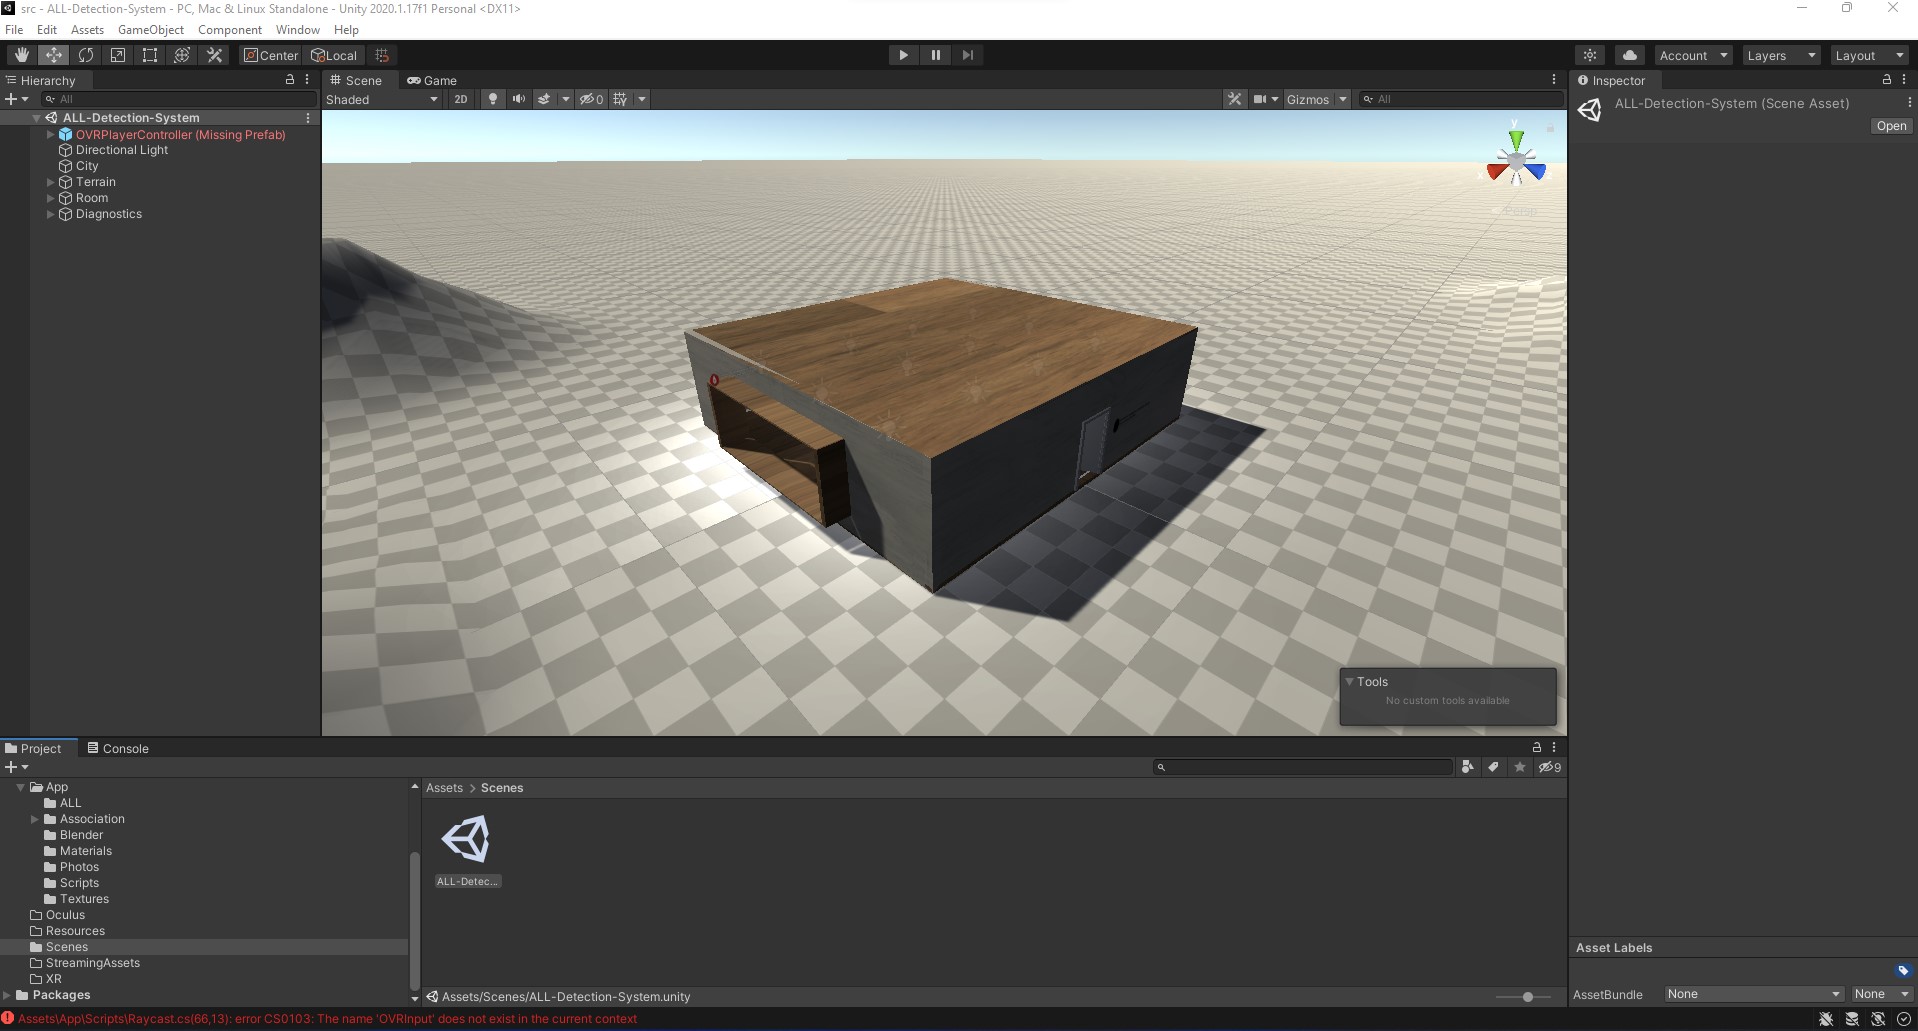 src - ALL-Detection-System - PC, Mac & Linux Standalone - Unity 2020.1.17f1 Personal <DX11>
File Edit Assets GameObject Component Window Help
Center Local Account Layers Layout
Hierarchy
All
ALL-Detection-System
OVRPlayerController (Missing Prefab)
Directional Light
City
Terrain
Room
Diagnostics
Scene Game
Shaded 2D 0 Gizmos All
y
x
Persp
Tools
No custom tools available
Inspector
ALL-Detection-System (Scene Asset)
Open
Project Console
9
App
ALL
Association
Blender
Materials
Photos
Scripts
Textures
Oculus
Resources
Scenes
StreamingAssets
XR
Packages
Assets > Scenes
ALL-Detec...
Assets/Scenes/ALL-Detection-System.unity
Asset Labels
AssetBundle None None
Assets\App\Scripts\Raycast.cs(66,13): error CS0103: The name 'OVRInput' does not exist in the current context